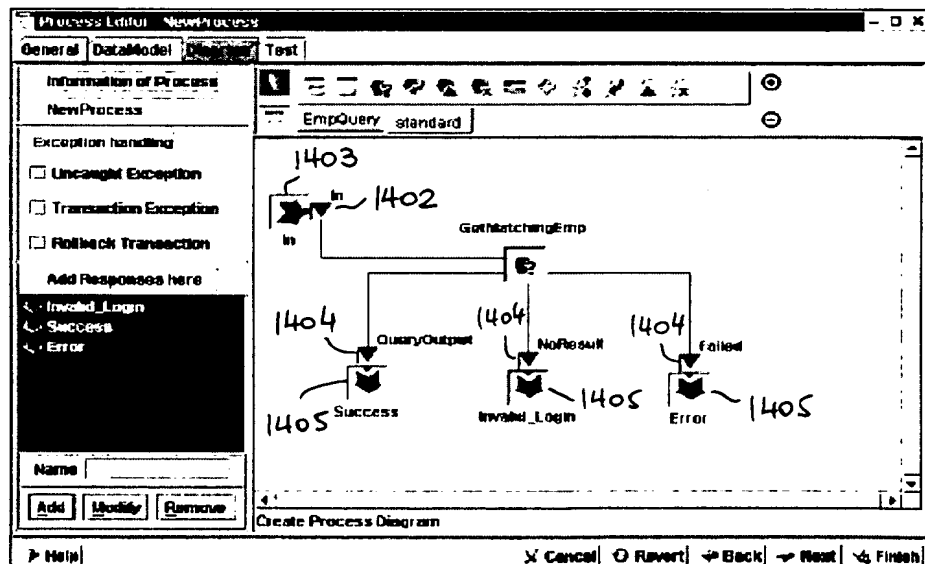 Process Editor - NewProcess
General DataModel Diagram Test
Information of Process
NewProcess
EmpQuery standard
Exception handling
Uncaught Exception
Transaction Exception
Rollback Transaction
Add Responses here
Invalid_Login
Success
Error
Name
Add Modify Remove
1403
In
1402
In
GetMatchingEmp
1404
1404
1404
QueryOutput
NoResult
Failed
1405
Success
Invalid_Login
1405
Error
1405
Create Process Diagram
Help Cancel Revert Back Next Finish